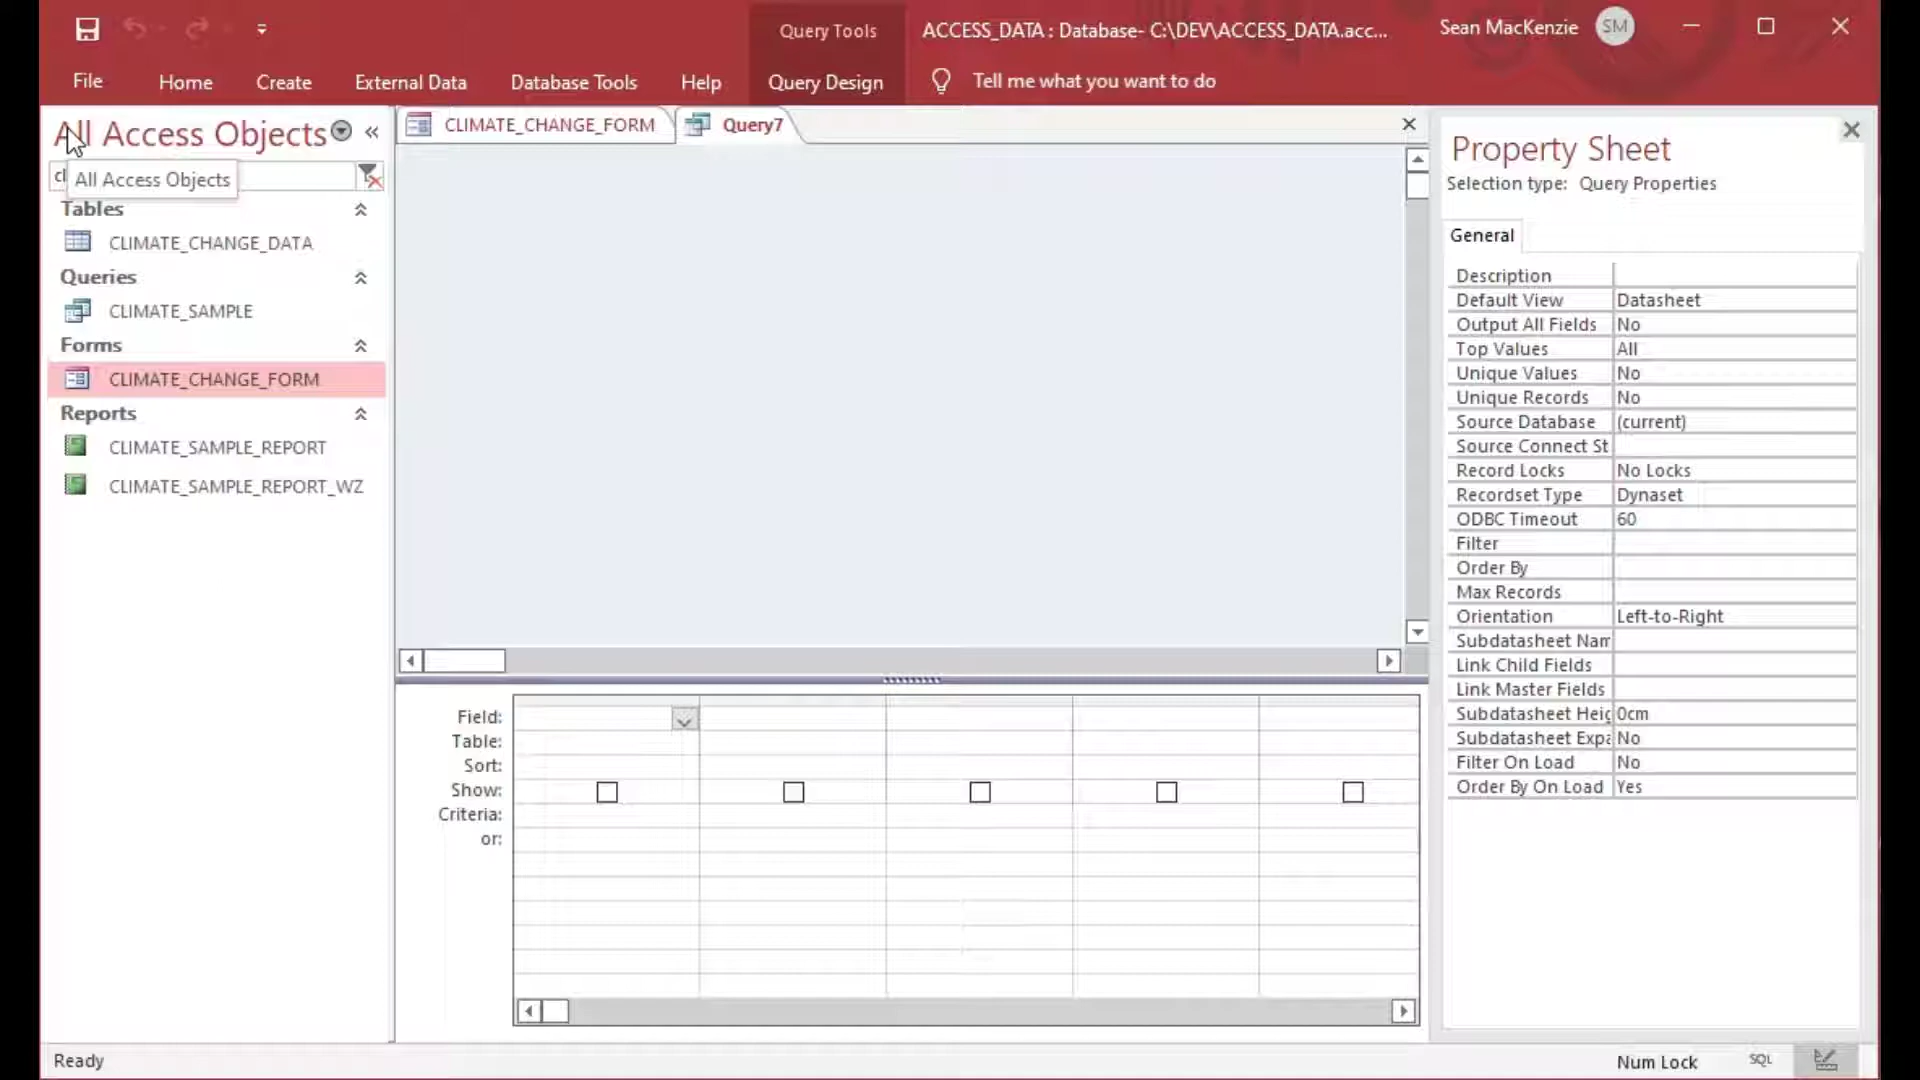 Query Tools
ACCESS_DATA : Database- C:\DEV\ACCESS_DATA.acc...
Sean MacKenzie
SM
File
Home
Create
External Data
Database Tools
Help
Query Design
Tell me what you want to do
All Access Objects
cl
All Access Objects
Tables
CLIMATE_CHANGE_DATA
Queries
CLIMATE_SAMPLE
Forms
CLIMATE_CHANGE_FORM
Reports
CLIMATE_SAMPLE_REPORT
CLIMATE_SAMPLE_REPORT_WZ
CLIMATE_CHANGE_FORM
Query7
Field:
Table:
Sort:
Show:
Criteria:
or:
Property Sheet
Selection type: Query Properties
General
Description
Default View Datasheet
Output All Fields No
Top Values All
Unique Values No
Unique Records No
Source Database (current)
Source Connect St
Record Locks No Locks
Recordset Type Dynaset
ODBC Timeout 60
Filter
Order By
Max Records
Orientation Left-to-Right
Subdatasheet Nam
Link Child Fields
Link Master Fields
Subdatasheet Heig 0cm
Subdatasheet Expa No
Filter On Load No
Order By On Load Yes
Ready
Num Lock
SQL